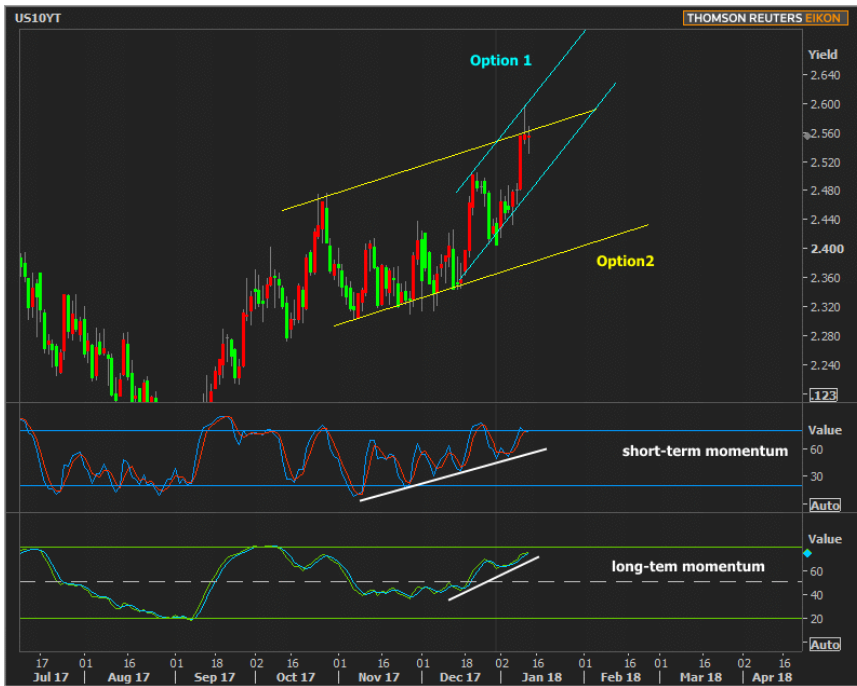 US10YT
THOMSON REUTERS EIKON
Option 1
Yield
2.640
2.600
2.560
2.520
2.480
2.440
2.400
2.360
2.320
2.280
2.240
.123
Option2
Value
60
30
Auto
short-term momentum
Value
60
40
20
Auto
long-tem momentum
17 01 16 01 18 02 16 01 16 01 18 02 16 01 16 01 16 02 16
Jul 17 Aug 17 Sep 17 Oct 17 Nov 17 Dec 17 Jan 18 Feb 18 Mar 18 Apr 18